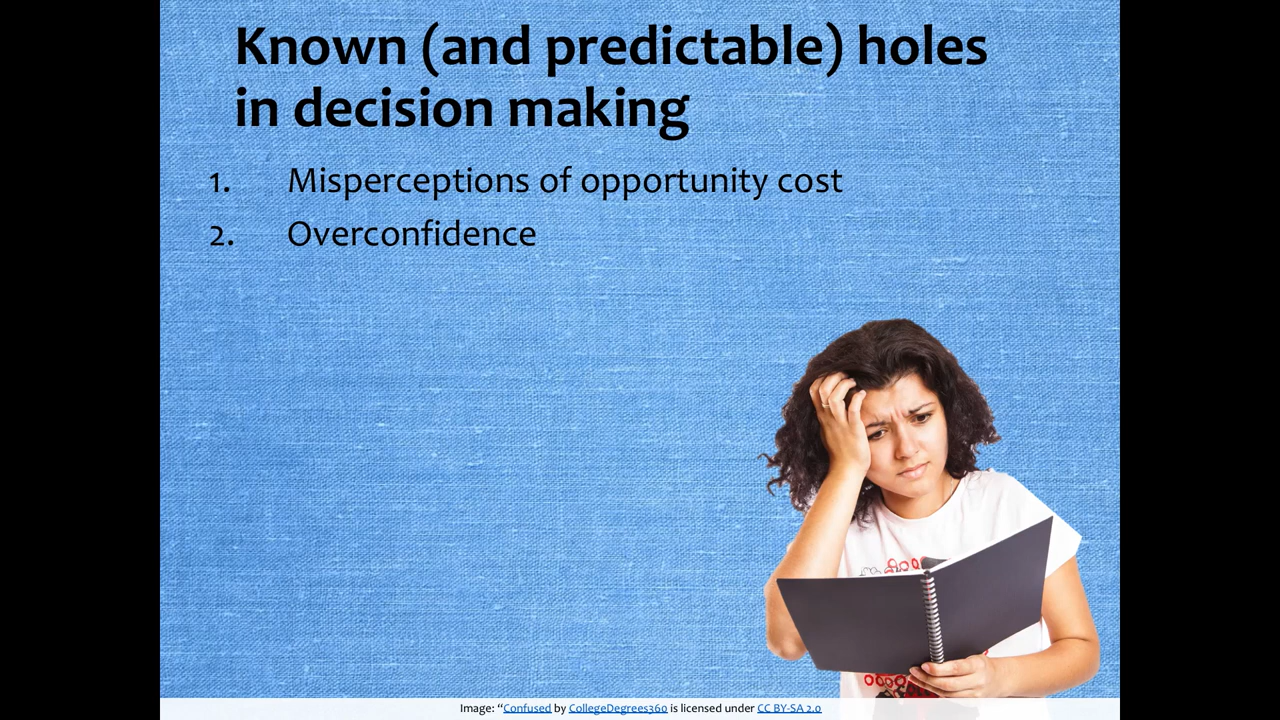 Known (and predictable) holes
in decision making
1. Misperceptions of opportunity cost
2. Overconfidence
Image: “Confused by CollegeDegrees360 is licensed under CC BY-SA 2.0